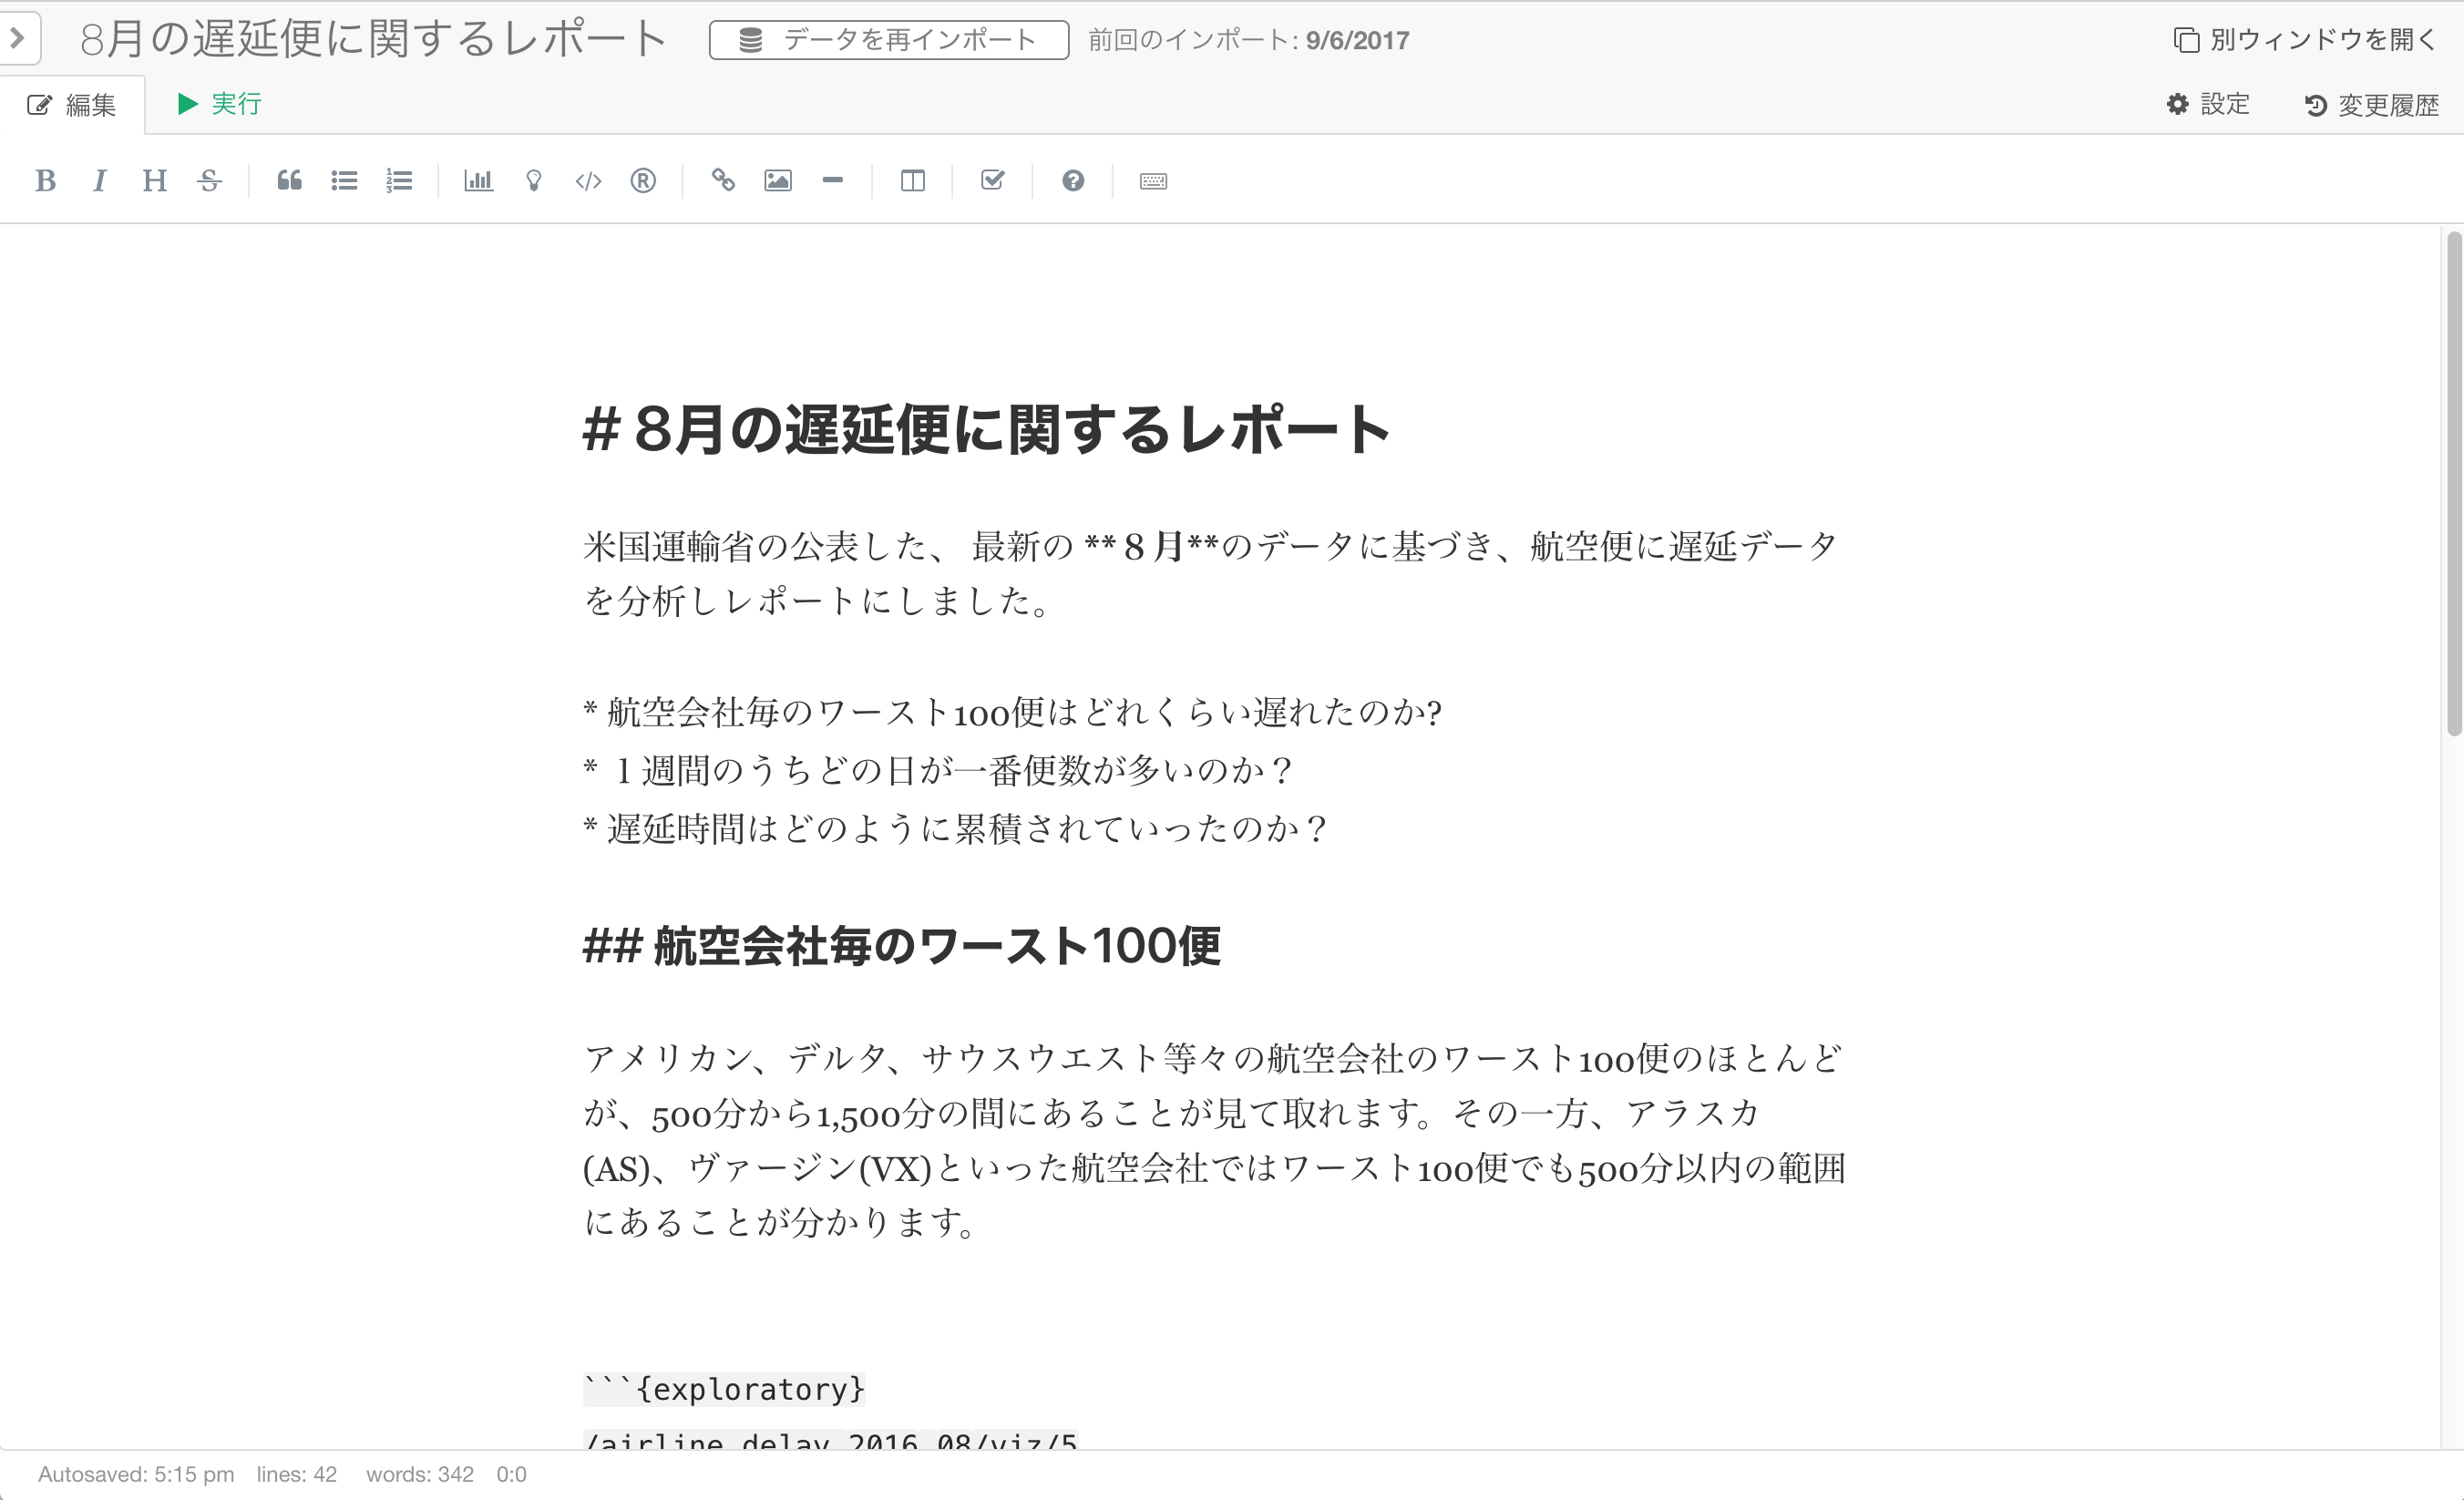 8月の遅延便に関するレポート
データを再インポート
前回のインポート: 9/6/2017
別ウィンドウを開く
編集
実行
設定
変更履歴
# 8月の遅延便に関するレポート
米国運輸省の公表した、 最新の **８月**のデータに基づき、航空便に遅延データ
を分析しレポートにしました。
* 航空会社毎のワースト100便はどれくらい遅れたのか?
* １週間のうちどの日が一番便数が多いのか？
* 遅延時間はどのように累積されていったのか？
## 航空会社毎のワースト100便
アメリカン、デルタ、サウスウエスト等々の航空会社のワースト100便のほとんど
が、500分から1,500分の間にあることが見て取れます。その一方、アラスカ
(AS)、ヴァージン(VX)といった航空会社ではワースト100便でも500分以内の範囲
にあることが分かります。
```{exploratory}
/airline_delay_2016_08/viz/5
Autosaved: 5:15 pm lines: 42 words: 342 0:0